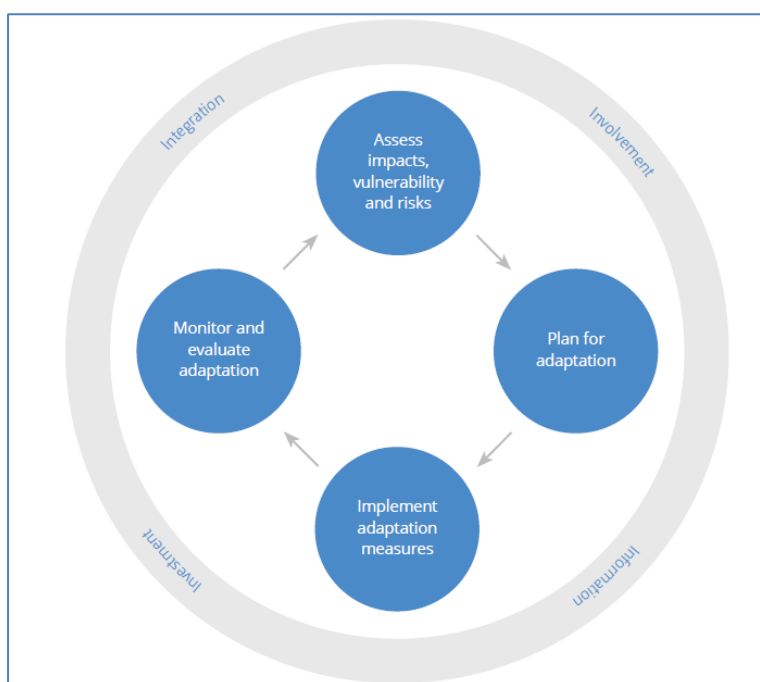 Integration
Involvement
Assess
impacts,
vulnerability
and risks
Monitor and
evaluate
adaptation
Plan for
adaptation
Implement
adaptation
measures
Investment
Information